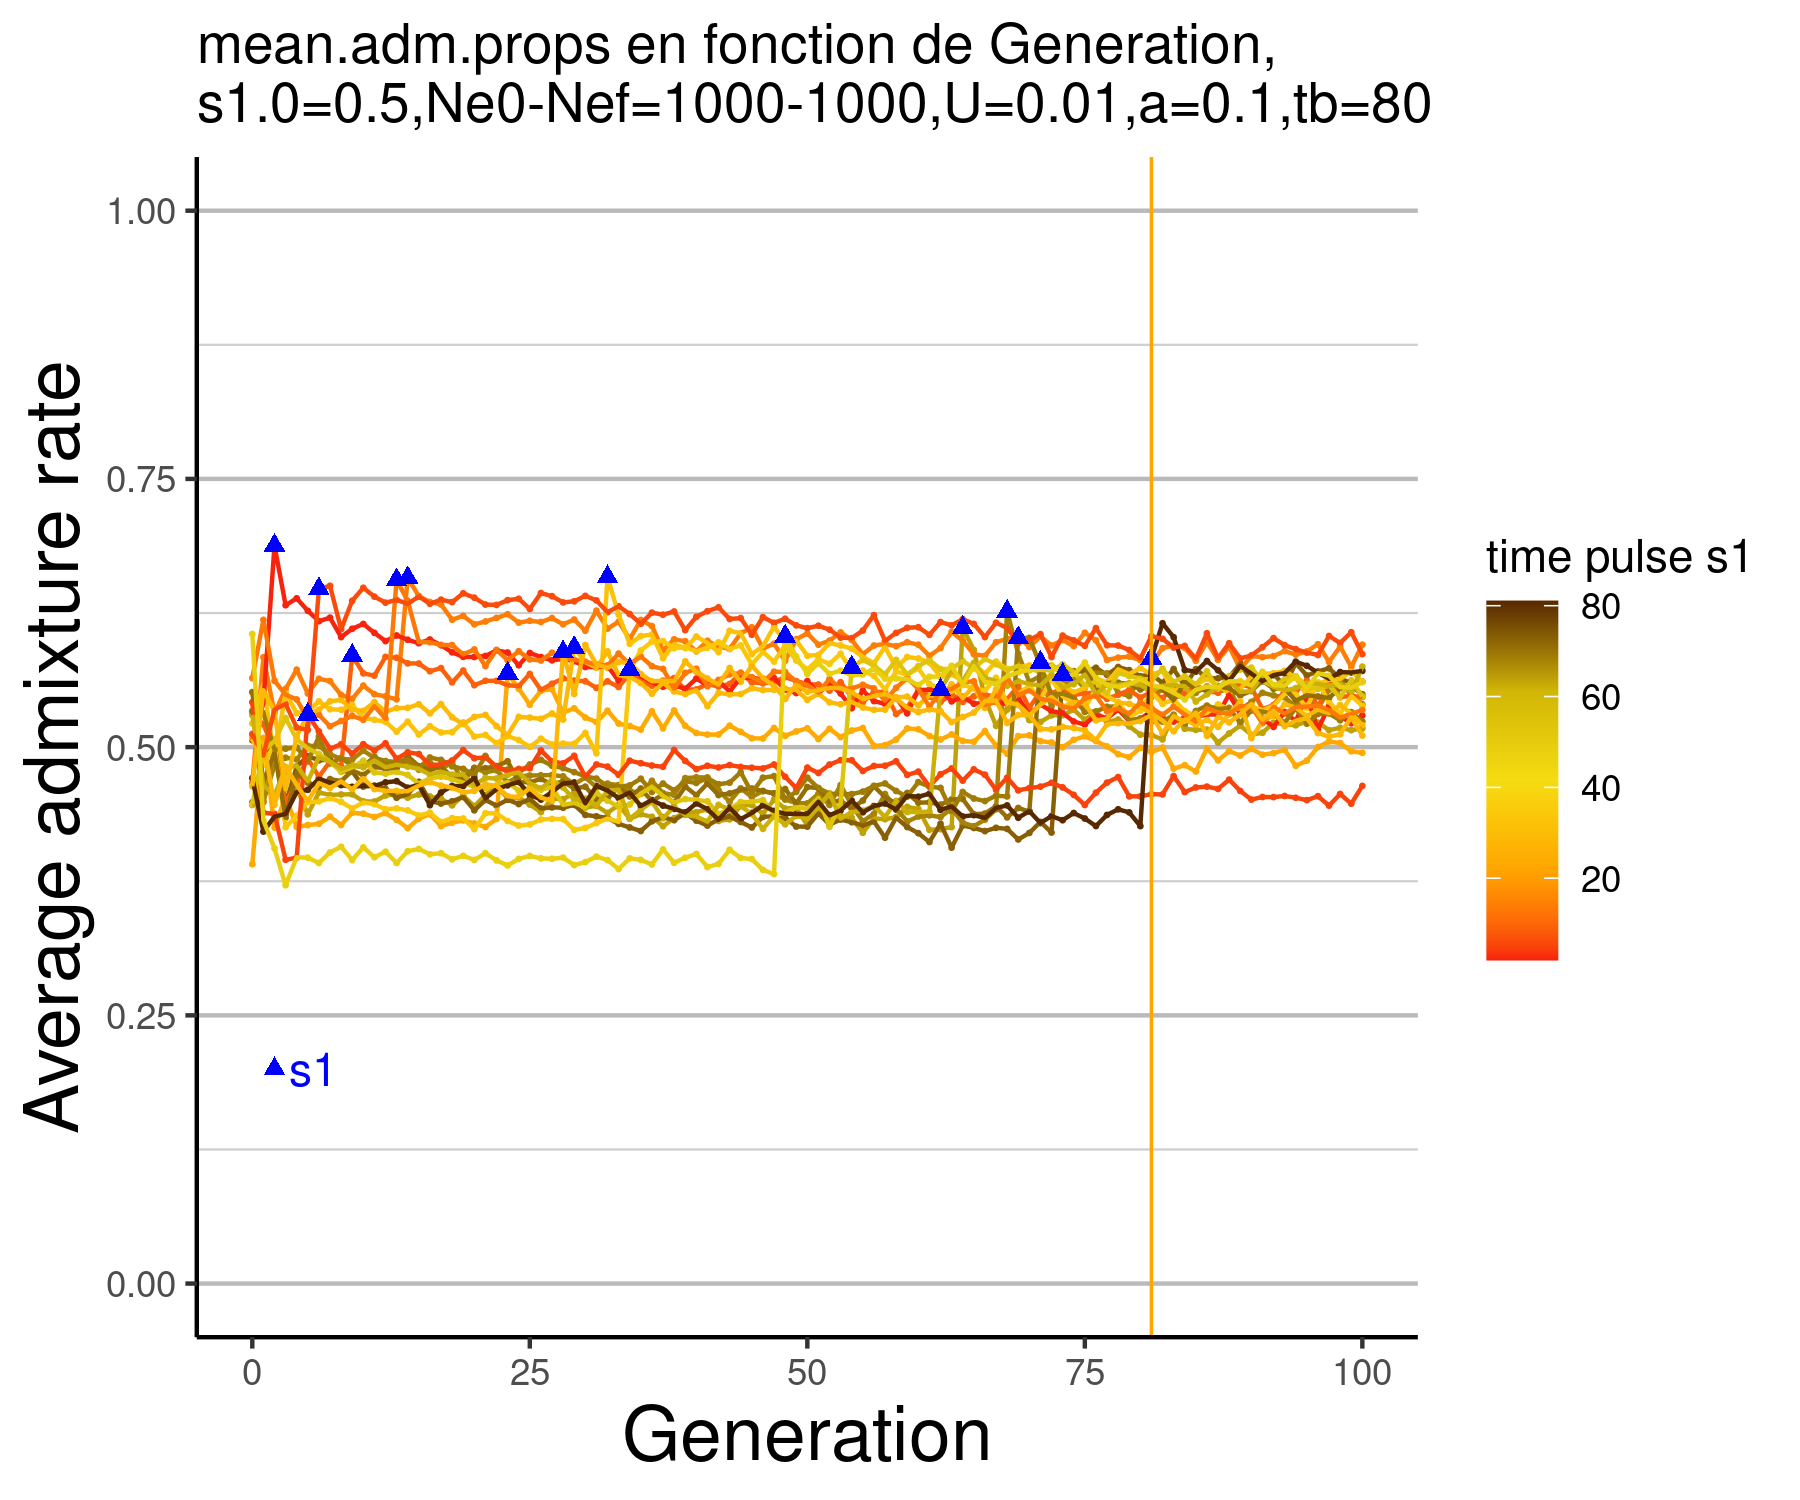 mean.adm.props en fonction de Generation,
s1.0=0.5,Ne0-Nef=1000-1000,U=0.01,a=0.1,tb=80
Average admixture rate
1.00
0.75
0.50
0.25
0.00
s1
0
25
50
75
100
Generation
time pulse s1
80
60
40
20